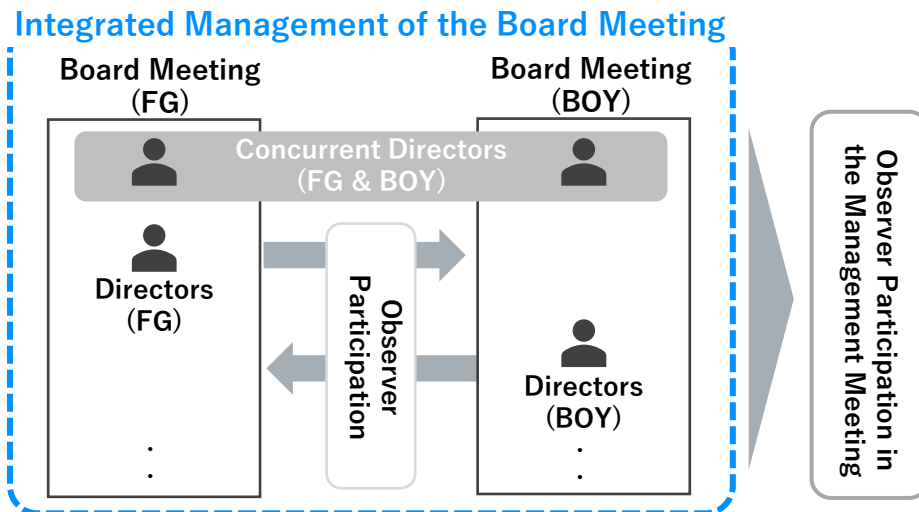 Integrated Management of the Board Meeting
Board Meeting
(FG)
Board Meeting
(BOY)
Concurrent Directors
(FG & BOY)
Directors
(FG)
Observer
Participation
Directors
(BOY)
Observer Participation in
the Management Meeting